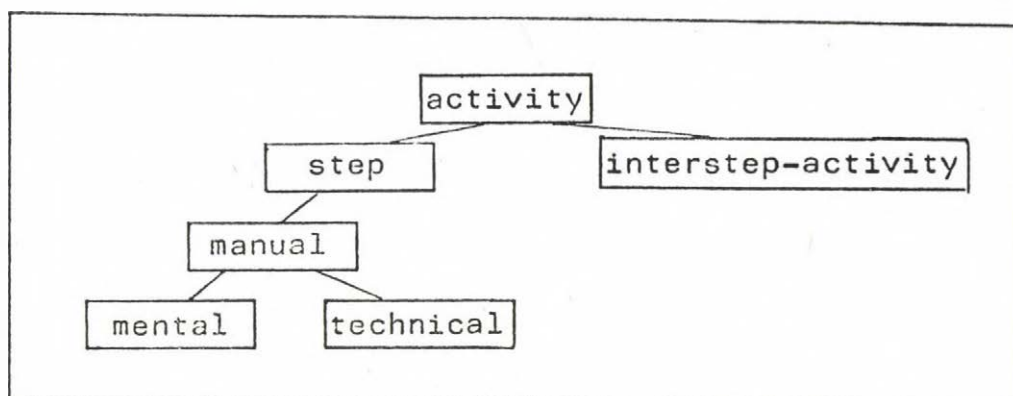 activity
step
interstep-activity
manual
mental
technical